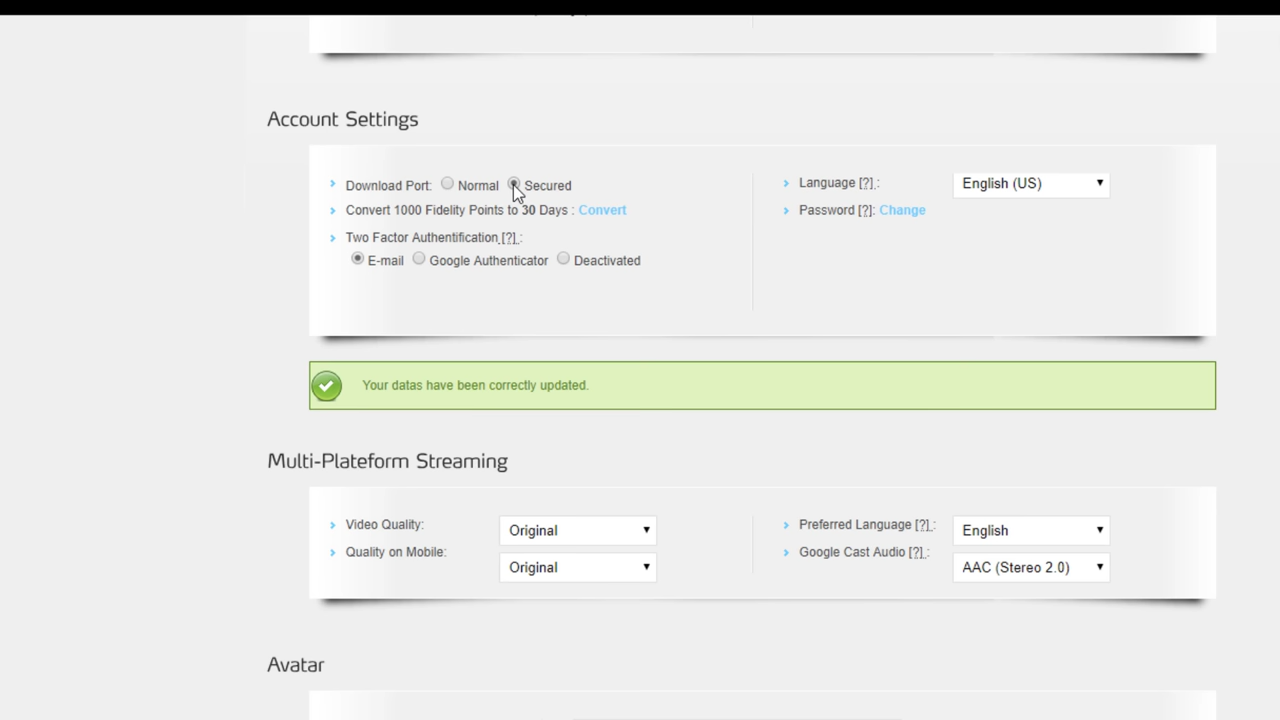 Account Settings
Download Port: Normal Secured
Convert 1000 Fidelity Points to 30 Days : Convert
Two Factor Authentification [?] :
E-mail Google Authenticator Deactivated
Language [?] : English (US)
Password [?]: Change
Your datas have been correctly updated.
Multi-Plateform Streaming
Video Quality: Original
Quality on Mobile: Original
Preferred Language [?] : English
Google Cast Audio [?] : AAC (Stereo 2.0)
Avatar